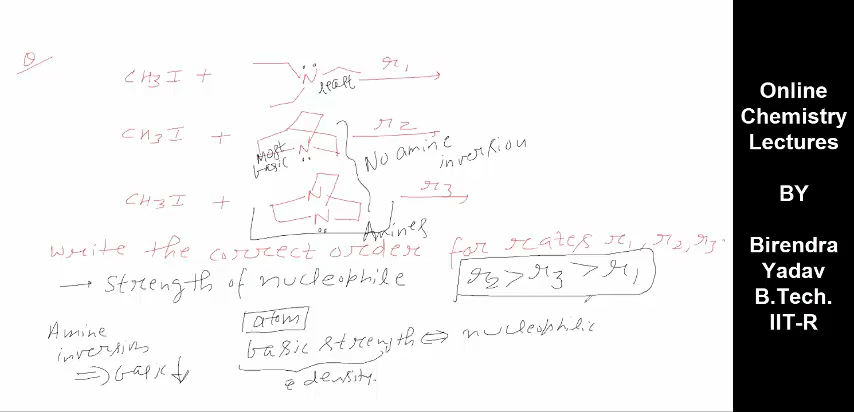 Q
CH3I + N̈ r1
least
CH3I + N̈ r2
most
basic
No amine
inversion
CH3I + N N̈ r3
Amines
Write the correct order for rates r1, r2, r3.
→ Strength of nucleophile
r2 > r3 > r1
Amine
inversion
⇒ basic ↓
atom
basic strength ⇔ nucleophilic
e density.
Online
Chemistry
Lectures
BY
Birendra
Yadav
B.Tech.
IIT-R